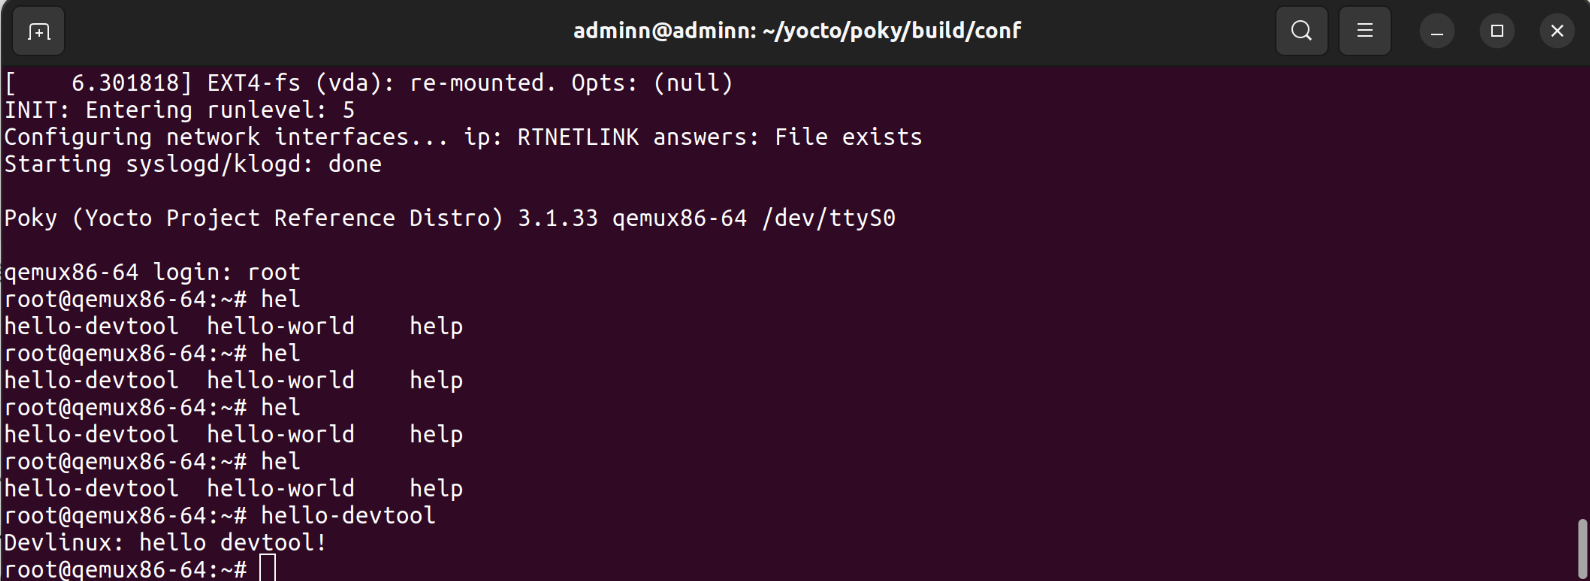 adminn@adminn: ~/yocto/poky/build/conf
[    6.301818] EXT4-fs (vda): re-mounted. Opts: (null)
INIT: Entering runlevel: 5
Configuring network interfaces... ip: RTNETLINK answers: File exists
Starting syslogd/klogd: done
Poky (Yocto Project Reference Distro) 3.1.33 qemux86-64 /dev/ttyS0
qemux86-64 login: root
root@qemux86-64:~# hel
hello-devtool  hello-world    help
root@qemux86-64:~# hel
hello-devtool  hello-world    help
root@qemux86-64:~# hel
hello-devtool  hello-world    help
root@qemux86-64:~# hel
hello-devtool  hello-world    help
root@qemux86-64:~# hello-devtool
Devlinux: hello devtool!
root@qemux86-64:~#